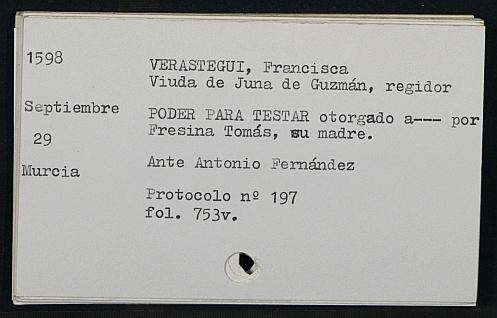 1598
VERASTEGUI, Francisca
Viuda de Juna de Guzmán, regidor
Septiembre
29
Murcia
PODER PARA TESTAR otorgado a--- por
Fresina Tomás, su madre.
Ante Antonio Fernández
Protocolo nº 197
fol. 753v.